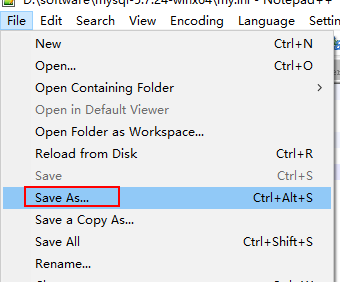 D:\software\mysql-5.7.24-winx64\my.ini - Notepad++
File Edit Search View Encoding Language
New Ctrl+N
Open... Ctrl+O
Open Containing Folder
Open in Default Viewer
Open Folder as Workspace...
Reload from Disk Ctrl+R
Save Ctrl+S
Save As... Ctrl+Alt+S
Save a Copy As...
Save All Ctrl+Shift+S
Rename...